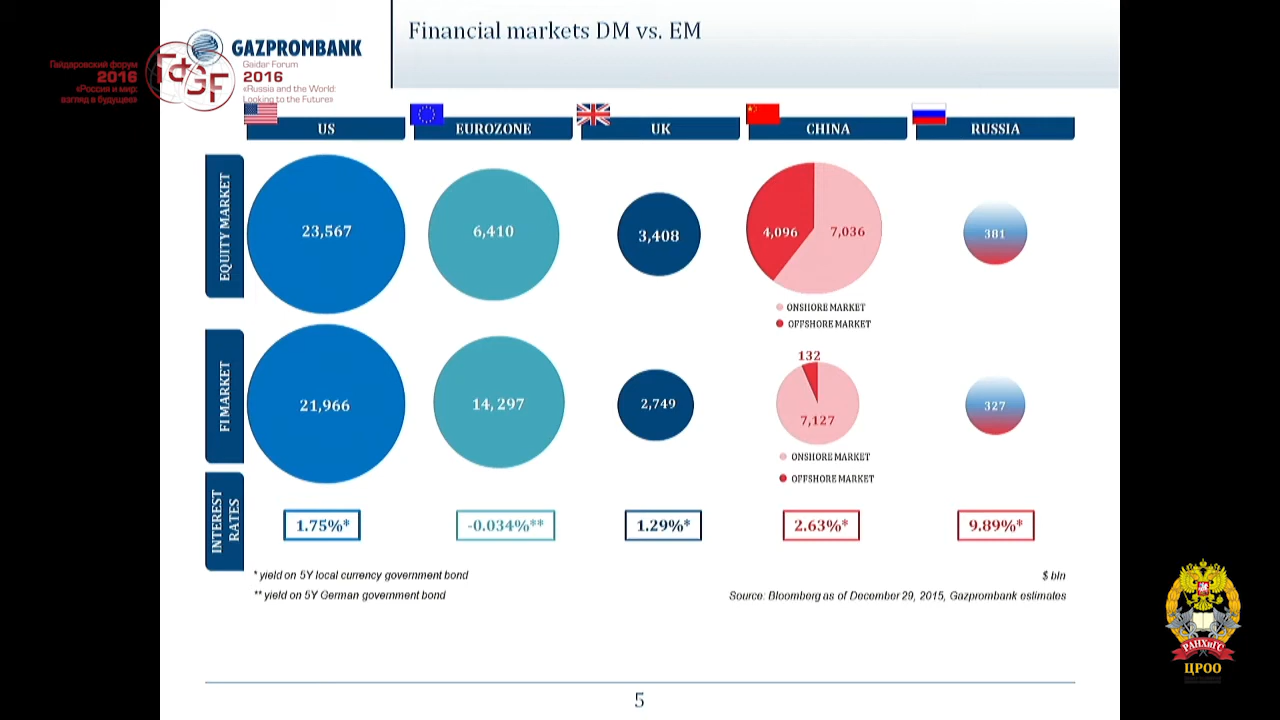 Financial markets DM vs. EM
GAZPROMBANK
Гайдаровский форум
2016
«Россия и мир:
взгляд в будущее»
Gaidar Forum
2016
«Russia and the World:
Looking to the Future»
US
EUROZONE
UK
CHINA
RUSSIA
EQUITY MARKET
23,567
6,410
3,408
4,096
7,036
381
ONSHORE MARKET
OFFSHORE MARKET
FI MARKET
21,966
14,297
2,749
132
7,127
327
ONSHORE MARKET
OFFSHORE MARKET
INTEREST
RATES
1.75%*
-0.034%**
1.29%*
2.63%*
9.89%*
* yield on 5Y local currency government bond
$ bln
** yield on 5Y German government bond
Source: Bloomberg as of December 29, 2015, Gazprombank estimates
РАНХиГС
ЦРОО
5